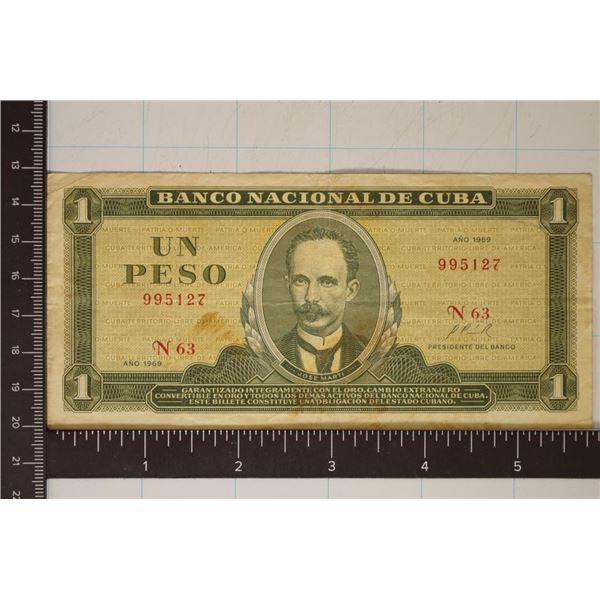 BANCO NACIONAL DE CUBA
1
1
UN
PESO
AÑO 1969
995127
995127
N 63
N 63
PRESIDENTE DEL BANCO
AÑO 1969
JOSE MARTI
1
1
GARANTIZADO INTEGRAMENTE CON EL ORO, CAMBIO EXTRANJERO
CONVERTIBLE EN ORO Y TODOS LOS DEMAS ACTIVOS DEL BANCO NACIONAL DE CUBA.
ESTE BILLETE CONSTITUYE UNA OBLIGACION DEL ESTADO CUBANO.
PATRIA O MUERTE
CUBA TERRITORIO LIBRE DE AMERICA
12
13
14
15
16
17
18
19
20
21
22
1 2 3 4 5